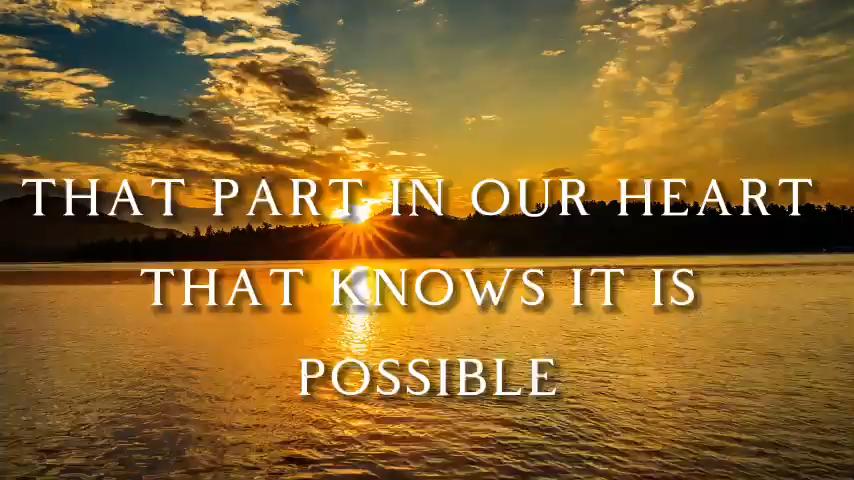 THAT PART IN OUR HEART
THAT KNOWS IT IS
POSSIBLE